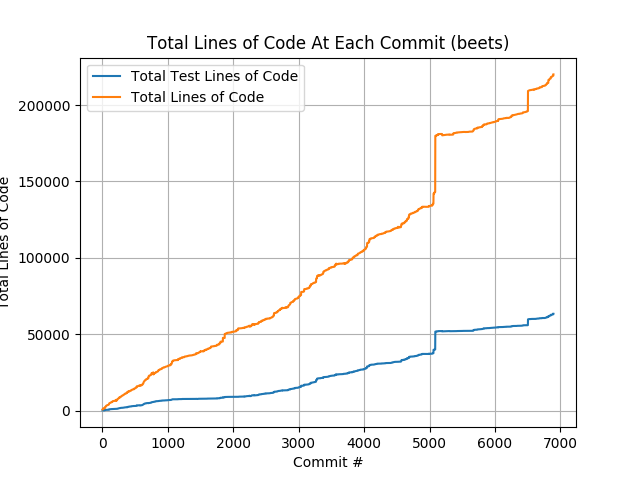 Total Lines of Code At Each Commit (beets)
Total Test Lines of Code
Total Lines of Code
200000
150000
100000
50000
0
Total Lines of Code
0 1000 2000 3000 4000 5000 6000 7000
Commit #